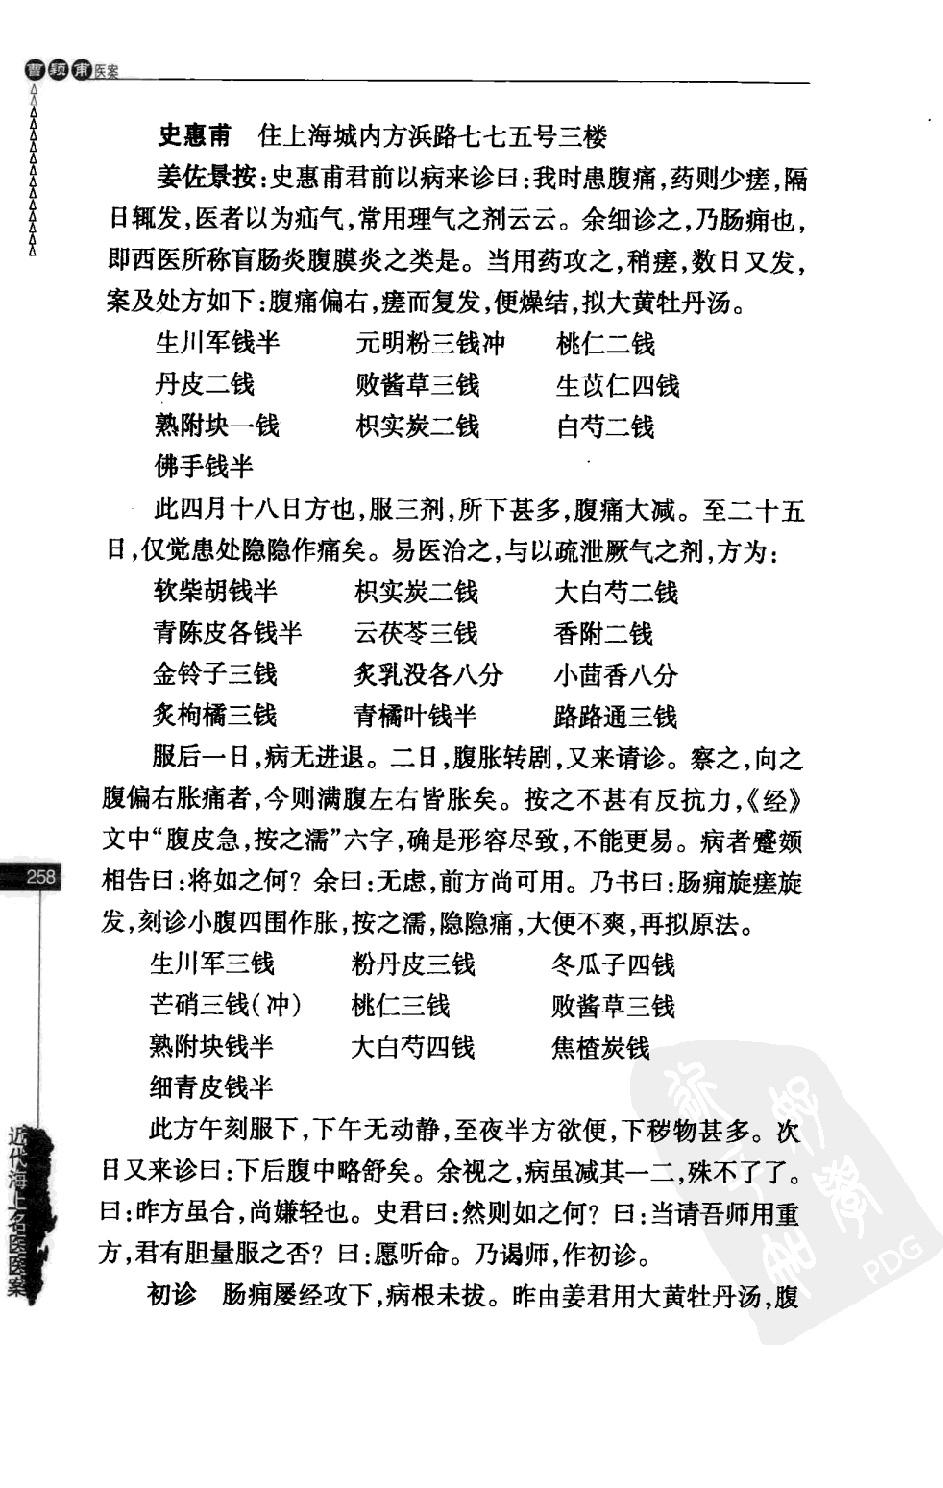 曹颖甫医案
史惠甫 住上海城内方浜路七七五号三楼
姜佐景按:史惠甫君前以病来诊曰:我时患腹痛,药则少瘥,隔
日辄发,医者以为疝气,常用理气之剂云云。余细诊之,乃肠痈也,
即西医所称盲肠炎腹膜炎之类是。当用药攻之,稍瘥,数日又发,
案及处方如下:腹痛偏右,瘥而复发,便燥结,拟大黄牡丹汤。
生川军钱半 元明粉三钱冲 桃仁二钱
丹皮二钱 败酱草三钱 生苡仁四钱
熟附块一钱 枳实炭二钱 白芍二钱
佛手钱半
此四月十八日方也,服三剂,所下甚多,腹痛大减。至二十五
日,仅觉患处隐隐作痛矣。易医治之,与以疏泄厥气之剂,方为:
软柴胡钱半 枳实炭二钱 大白芍二钱
青陈皮各钱半 云茯苓三钱 香附二钱
金铃子三钱 炙乳没各八分 小茴香八分
炙枸橘三钱 青橘叶钱半 路路通三钱
服后一日,病无进退。二日,腹胀转剧,又来请诊。察之,向之
腹偏右胀痛者,今则满腹左右皆胀矣。按之不甚有反抗力,《经》
文中“腹皮急,按之濡”六字,确是形容尽致,不能更易。病者蹙颏
相告曰:将如之何?余曰:无虑,前方尚可用。乃书曰:肠痈旋瘥旋
发,刻诊小腹四围作胀,按之濡,隐隐痛,大便不爽,再拟原法。
生川军三钱 粉丹皮三钱 冬瓜子四钱
芒硝三钱(冲) 桃仁三钱 败酱草三钱
熟附块钱半 大白芍四钱 焦楂炭钱
细青皮钱半
此方午刻服下,下午无动静,至夜半方欲便,下秽物甚多。次
日又来诊曰:下后腹中略舒矣。余视之,病虽减其一二,殊不了了。
曰:昨方虽合,尚嫌轻也。史君曰:然则如之何?曰:当请吾师用重
方,君有胆量服之否?曰:愿听命。乃谒师,作初诊。
初诊 肠痈屡经攻下,病根未拔。昨由姜君用大黄牡丹汤,腹
258
近代海上名医医案
PDG